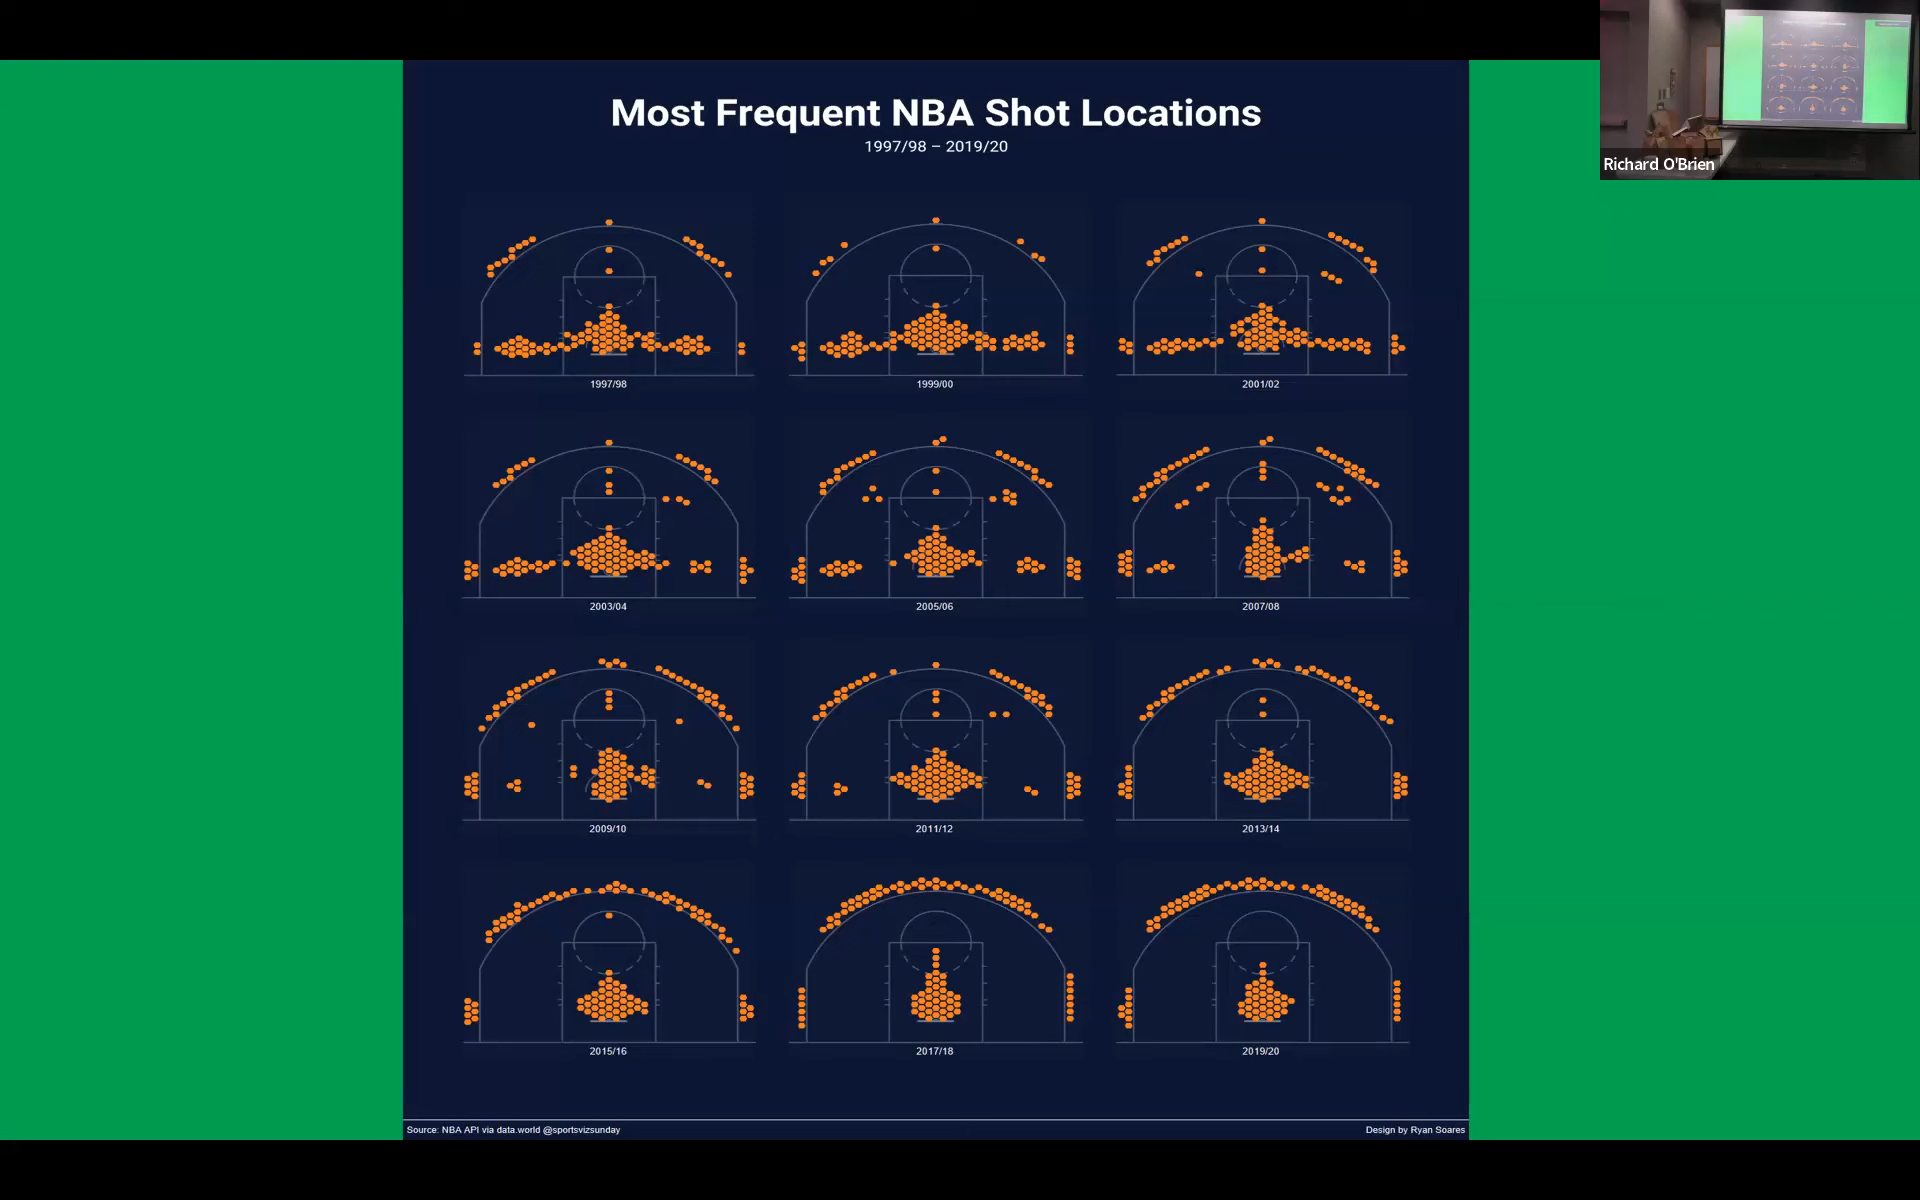 Most Frequent NBA Shot Locations
1997/98 – 2019/20
Richard O'Brien
1997/98
1999/00
2001/02
2003/04
2005/06
2007/08
2009/10
2011/12
2013/14
2015/16
2017/18
2019/20
Source: NBA API via data.world @sportsvizsunday
Design by Ryan Soares